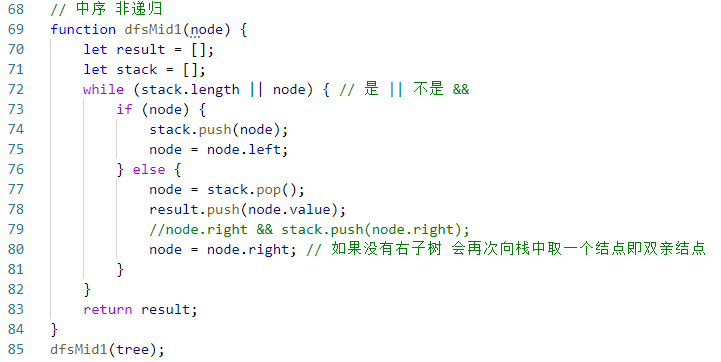 68 // 中序 非递归
69 function dfsMid1(node) {
70     let result = [];
71     let stack = [];
72     while (stack.length || node) { // 是 || 不是 &&
73         if (node) {
74             stack.push(node);
75             node = node.left;
76         } else {
77             node = stack.pop();
78             result.push(node.value);
79             //node.right && stack.push(node.right);
80             node = node.right; // 如果没有右子树 会再次向栈中取一个结点即双亲结点
81         }
82     }
83     return result;
84 }
85 dfsMid1(tree);